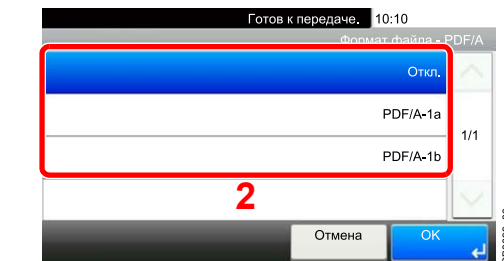 Готов к передаче. 10:10
Формат файла - PDF/A
Откл.
PDF/A-1a
1/1
PDF/A-1b
2
Отмена
OK